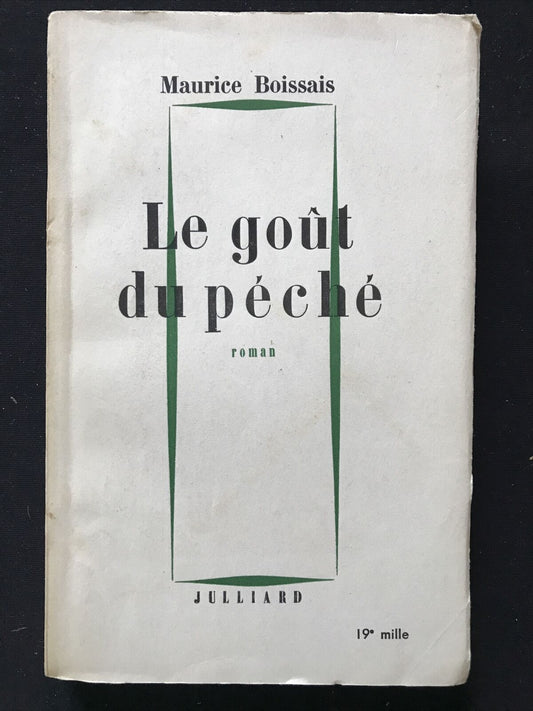 Maurice Boissais
Le goût
du péché
roman
JULLIARD
19e mille